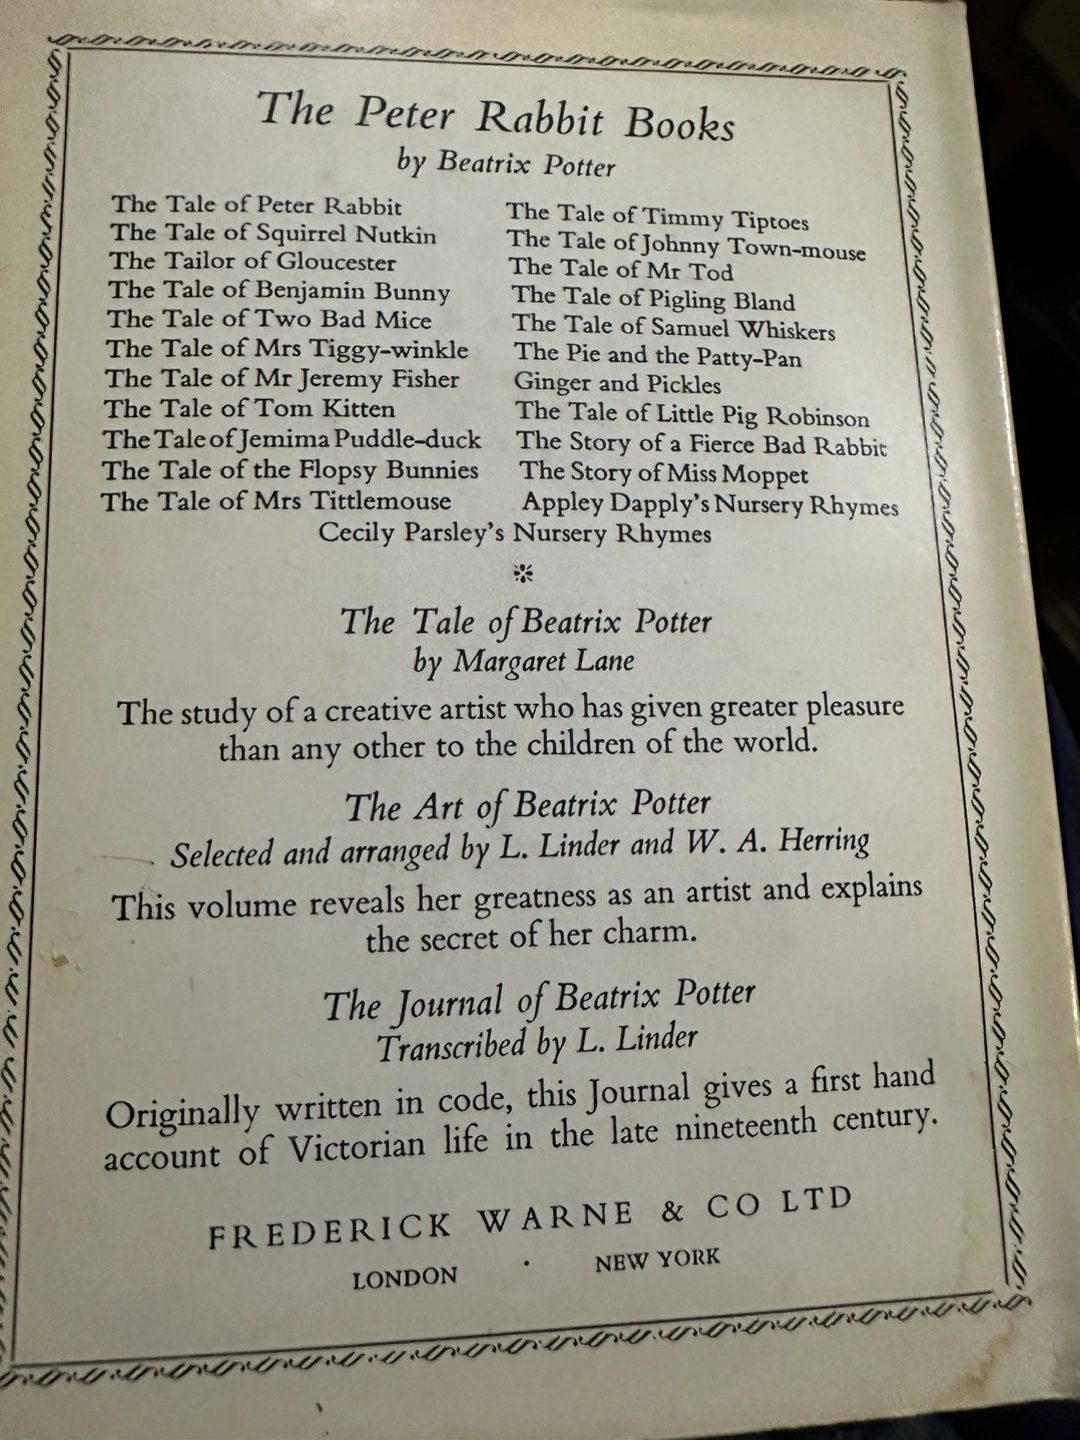 The Peter Rabbit Books
by Beatrix Potter
The Tale of Peter Rabbit
The Tale of Squirrel Nutkin
The Tailor of Gloucester
The Tale of Benjamin Bunny
The Tale of Two Bad Mice
The Tale of Mrs Tiggy-winkle
The Tale of Mr Jeremy Fisher
The Tale of Tom Kitten
The Tale of Jemima Puddle-duck
The Tale of the Flopsy Bunnies
The Tale of Mrs Tittlemouse
The Tale of Timmy Tiptoes
The Tale of Johnny Town-mouse
The Tale of Mr Tod
The Tale of Pigling Bland
The Tale of Samuel Whiskers
The Pie and the Patty-Pan
Ginger and Pickles
The Tale of Little Pig Robinson
The Story of a Fierce Bad Rabbit
The Story of Miss Moppet
Appley Dapply's Nursery Rhymes
Cecily Parsley's Nursery Rhymes
The Tale of Beatrix Potter
by Margaret Lane
The study of a creative artist who has given greater pleasure
than any other to the children of the world.
The Art of Beatrix Potter
Selected and arranged by L. Linder and W. A. Herring
This volume reveals her greatness as an artist and explains
the secret of her charm.
The Journal of Beatrix Potter
Transcribed by L. Linder
Originally written in code, this Journal gives a first hand
account of Victorian life in the late nineteenth century.
FREDERICK WARNE & CO LTD
LONDON · NEW YORK